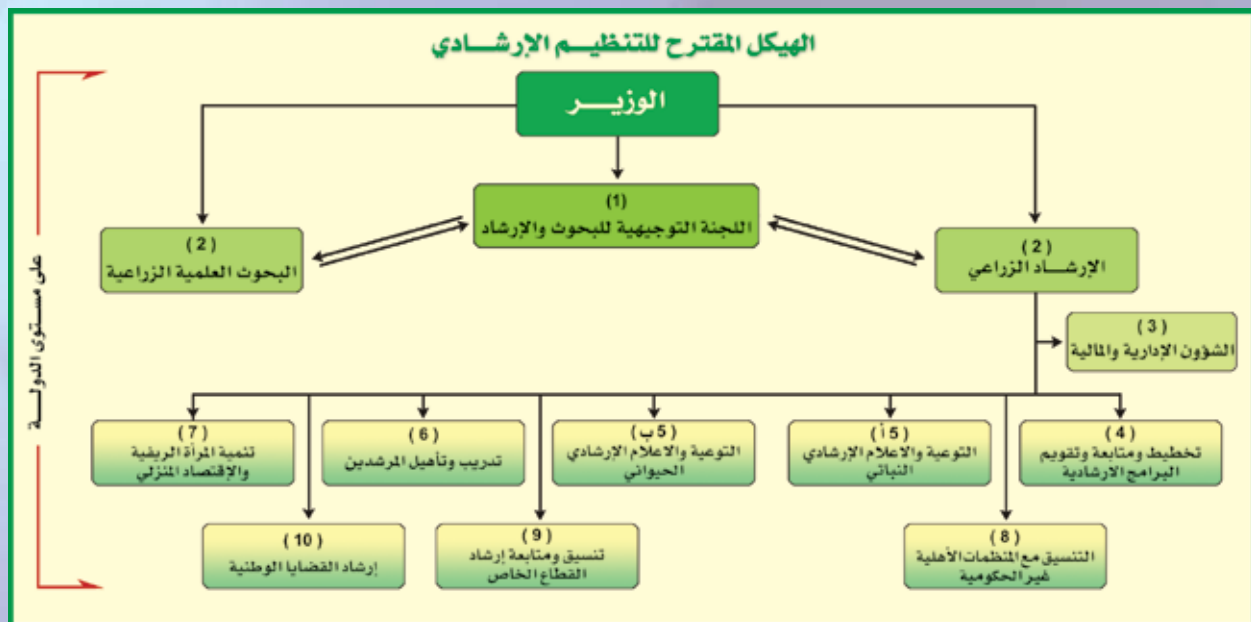 الهيكل المقترح للتنظيم الإرشادي
الوزير
(1)
اللجنة التوجيهية للبحوث والإرشاد
(2)
الإرشاد الزراعي
(2)
البحوث العلمية الزراعية
(3)
الشؤون الإدارية والمالية
(4)
تخطيط ومتابعة وتقويم
البرامج الارشادية
(5 أ)
التوعية والاعلام الإرشادي
النباتي
(5 ب)
التوعية والاعلام الإرشادي
الحيواني
(6)
تدريب وتأهيل المرشدين
(7)
تنمية المرأة الريفية
والإقتصاد المنزلي
(8)
التنسيق مع المنظمات الأهلية
غير الحكومية
(9)
تنسيق ومتابعة إرشاد
القطاع الخاص
(10)
إرشاد القضايا الوطنية
على مستوى الدولة